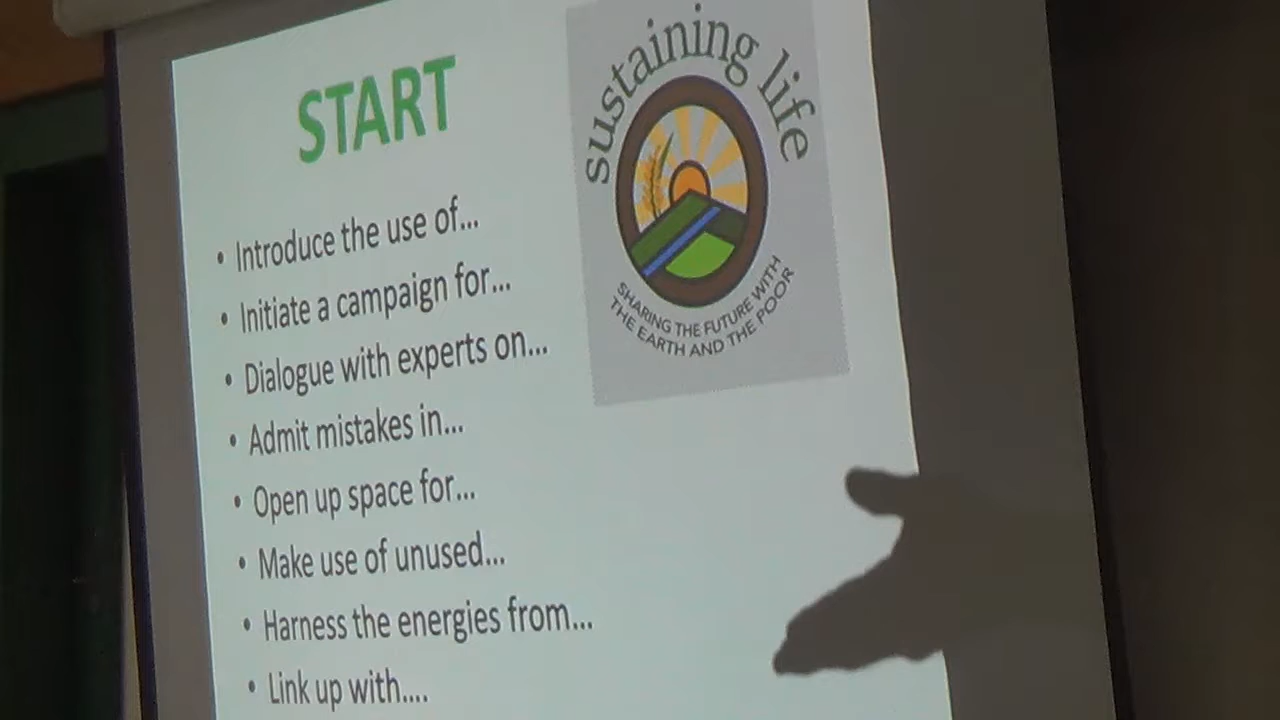 START
sustaining life
SHARING THE FUTURE WITH
THE EARTH AND THE POOR
• Introduce the use of...
• Initiate a campaign for...
• Dialogue with experts on...
• Admit mistakes in...
• Open up space for...
• Make use of unused...
• Harness the energies from...
• Link up with....